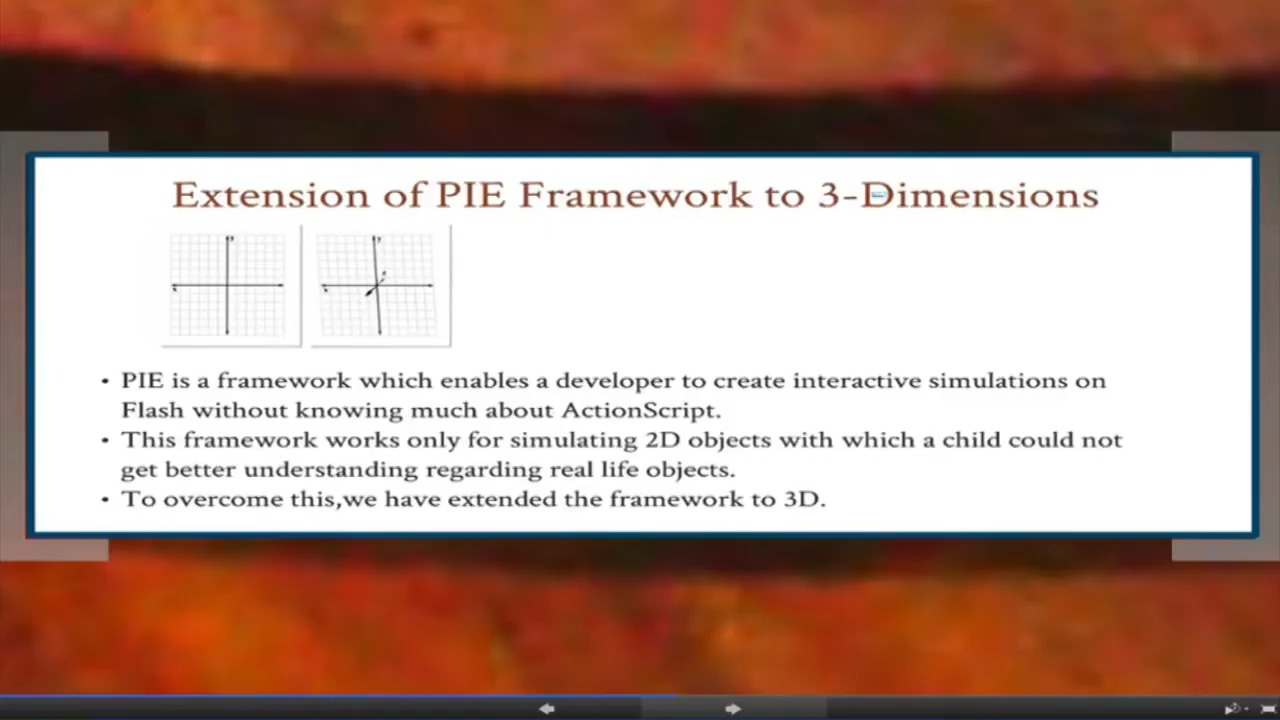 Extension of PIE Framework to 3-Dimensions
• PIE is a framework which enables a developer to create interactive simulations on
Flash without knowing much about ActionScript.
• This framework works only for simulating 2D objects with which a child could not
get better understanding regarding real life objects.
• To overcome this,we have extended the framework to 3D.